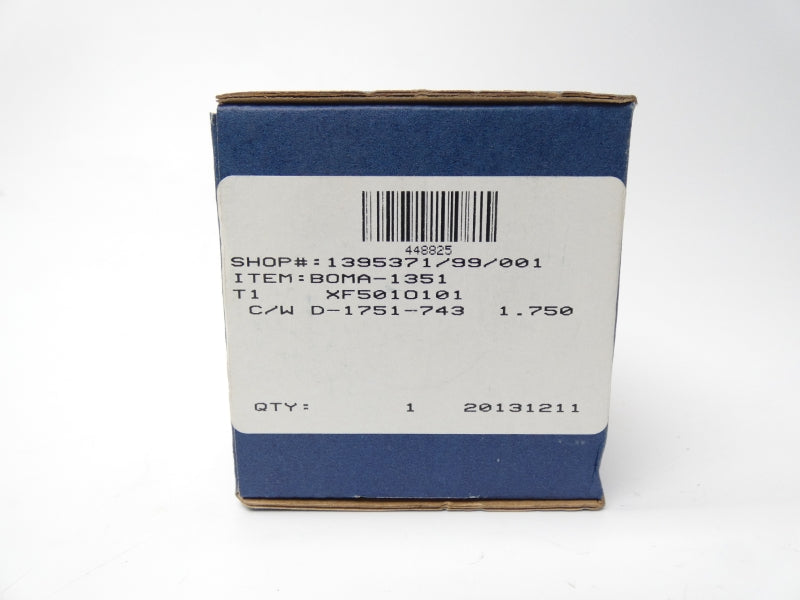 448825
SHOP#:1395371/99/001
ITEM:BOMA-1351
T1 XF5010101
C/W D-1751-743 1.750
QTY: 1 20131211